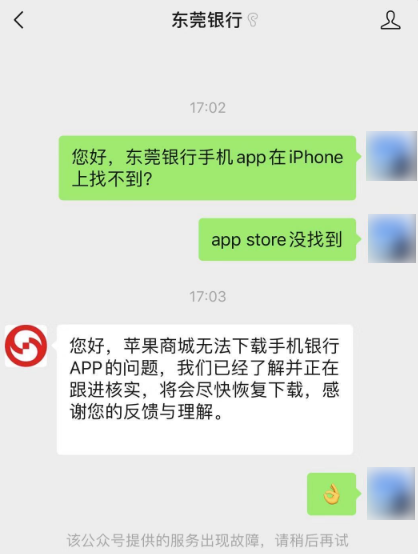 东莞银行
17:02
您好，东莞银行手机app在iPhone
上找不到?
app store没找到
17:03
您好，苹果商城无法下载手机银行
APP的问题，我们已经了解并正在
跟进核实，将会尽快恢复下载，感
谢您的反馈与理解。
👌
该公众号提供的服务出现故障，请稍后再试